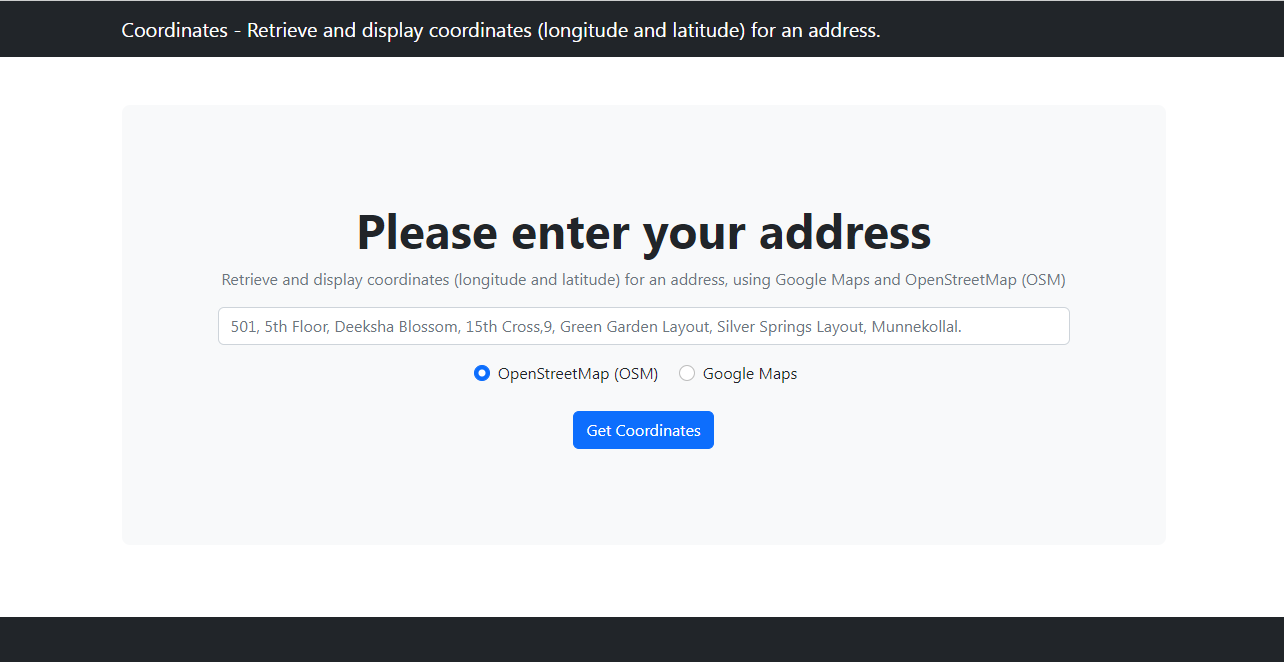 Coordinates - Retrieve and display coordinates (longitude and latitude) for an address.
Please enter your address
Retrieve and display coordinates (longitude and latitude) for an address, using Google Maps and OpenStreetMap (OSM)
501, 5th Floor, Deeksha Blossom, 15th Cross,9, Green Garden Layout, Silver Springs Layout, Munnekollal.
OpenStreetMap (OSM) Google Maps
Get Coordinates